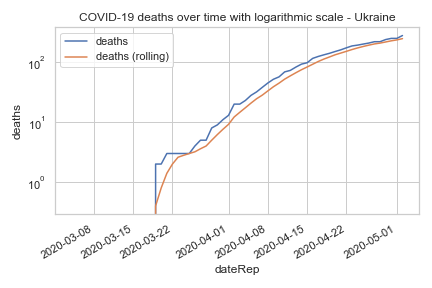 COVID-19 deaths over time with logarithmic scale - Ukraine
deaths
deaths (rolling)
10²
10¹
10⁰
deaths
2020-03-08
2020-03-15
2020-03-22
2020-04-01
2020-04-08
2020-04-15
2020-04-22
2020-05-01
dateRep